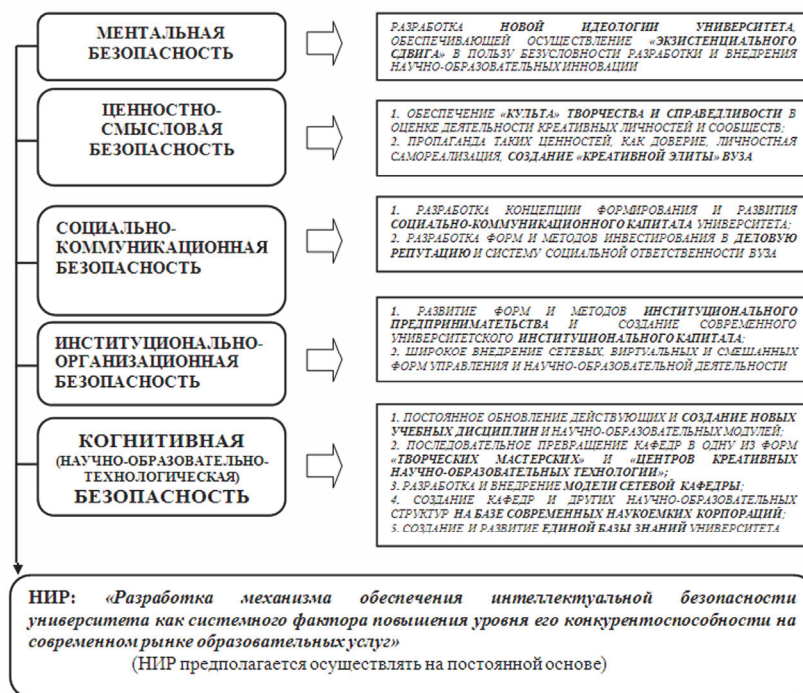 МЕНТАЛЬНАЯ
БЕЗОПАСНОСТЬ
РАЗРАБОТКА НОВОЙ ИДЕОЛОГИИ УНИВЕРСИТЕТА,
ОБЕСПЕЧИВАЮЩЕЙ ОСУЩЕСТВЛЕНИЕ «ЭКЗИСТЕНЦИАЛЬНОГО
СДВИГА» В ПОЛЬЗУ БЕЗУСЛОВНОСТИ РАЗРАБОТКИ И ВНЕДРЕНИЯ
НАУЧНО-ОБРАЗОВАТЕЛЬНЫХ ИННОВАЦИИ
ЦЕННОСТНО-
СМЫСЛОВАЯ
БЕЗОПАСНОСТЬ
1. ОБЕСПЕЧЕНИЕ «КУЛЬТА» ТВОРЧЕСТВА И СПРАВЕДЛИВОСТИ В
ОЦЕНКЕ ДЕЯТЕЛЬНОСТИ КРЕАТИВНЫХ ЛИЧНОСТЕЙ И СООБЩЕСТВ;
2. ПРОПАГАНДА ТАКИХ ЦЕННОСТЕЙ, КАК ДОВЕРИЕ, ЛИЧНОСТНАЯ
САМОРЕАЛИЗАЦИЯ, СОЗДАНИЕ «КРЕАТИВНОЙ ЭЛИТЫ» ВУЗА
СОЦИАЛЬНО-
КОММУНИКАЦИОННАЯ
БЕЗОПАСНОСТЬ
1. РАЗРАБОТКА КОНЦЕПЦИИ ФОРМИРОВАНИЯ И РАЗВИТИЯ
СОЦИАЛЬНО-КОММУНИКАЦИОННОГО КАПИТАЛА УНИВЕРСИТЕТА;
2. РАЗРАБОТКА ФОРМ И МЕТОДОВ ИНВЕСТИРОВАНИЯ В ДЕЛОВУЮ
РЕПУТАЦИЮ И СИСТЕМУ СОЦИАЛЬНОЙ ОТВЕТСТВЕННОСТИ ВУЗА
ИНСТИТУЦИОНАЛЬНО-
ОРГАНИЗАЦИОННАЯ
БЕЗОПАСНОСТЬ
1. РАЗВИТИЕ ФОРМ И МЕТОДОВ ИНСТИТУЦИОНАЛЬНОГО
ПРЕДПРИНИМАТЕЛЬСТВА И СОЗДАНИЕ СОВРЕМЕННОГО
УНИВЕРСИТЕТСКОГО ИНСТИТУЦИОНАЛЬНОГО КАПИТАЛА;
2. ШИРОКОЕ ВНЕДРЕНИЕ СЕТЕВЫХ, ВИРТУАЛЬНЫХ И СМЕШАННЫХ
ФОРМ УПРАВЛЕНИЯ И НАУЧНО-ОБРАЗОВАТЕЛЬНОЙ ДЕЯТЕЛЬНОСТИ
КОГНИТИВНАЯ
(НАУЧНО-ОБРАЗОВАТЕЛЬНО-
ТЕХНОЛОГИЧЕСКАЯ)
БЕЗОПАСНОСТЬ
1. ПОСТОЯННОЕ ОБНОВЛЕНИЕ ДЕЙСТВУЮЩИХ И СОЗДАНИЕ НОВЫХ
УЧЕБНЫХ ДИСЦИПЛИН И НАУЧНО-ОБРАЗОВАТЕЛЬНЫХ МОДУЛЕЙ;
2. ПОСЛЕДОВАТЕЛЬНОЕ ПРЕВРАЩЕНИЕ КАФЕДР В ОДНУ ИЗ ФОРМ
«ТВОРЧЕСКИХ МАСТЕРСКИХ» И «ЦЕНТРОВ КРЕАТИВНЫХ
НАУЧНО-ОБРАЗОВАТЕЛЬНЫХ ТЕХНОЛОГИИ»;
3. РАЗРАБОТКА И ВНЕДРЕНИЕ МОДЕЛИ СЕТЕВОЙ КАФЕДРЫ;
4. СОЗДАНИЕ КАФЕДР И ДРУГИХ НАУЧНО-ОБРАЗОВАТЕЛЬНЫХ
СТРУКТУР НА БАЗЕ СОВРЕМЕННЫХ НАУКОЕМКИХ КОРПОРАЦИЙ;
5. СОЗДАНИЕ И РАЗВИТИЕ ЕДИНОЙ БАЗЫ ЗНАНИЙ УНИВЕРСИТЕТА
НИР: «Разработка механизма обеспечения интеллектуальной безопасности
университета как системного фактора повышения уровня его конкурентоспособности на
современном рынке образовательных услуг»
(НИР предполагается осуществлять на постоянной основе)